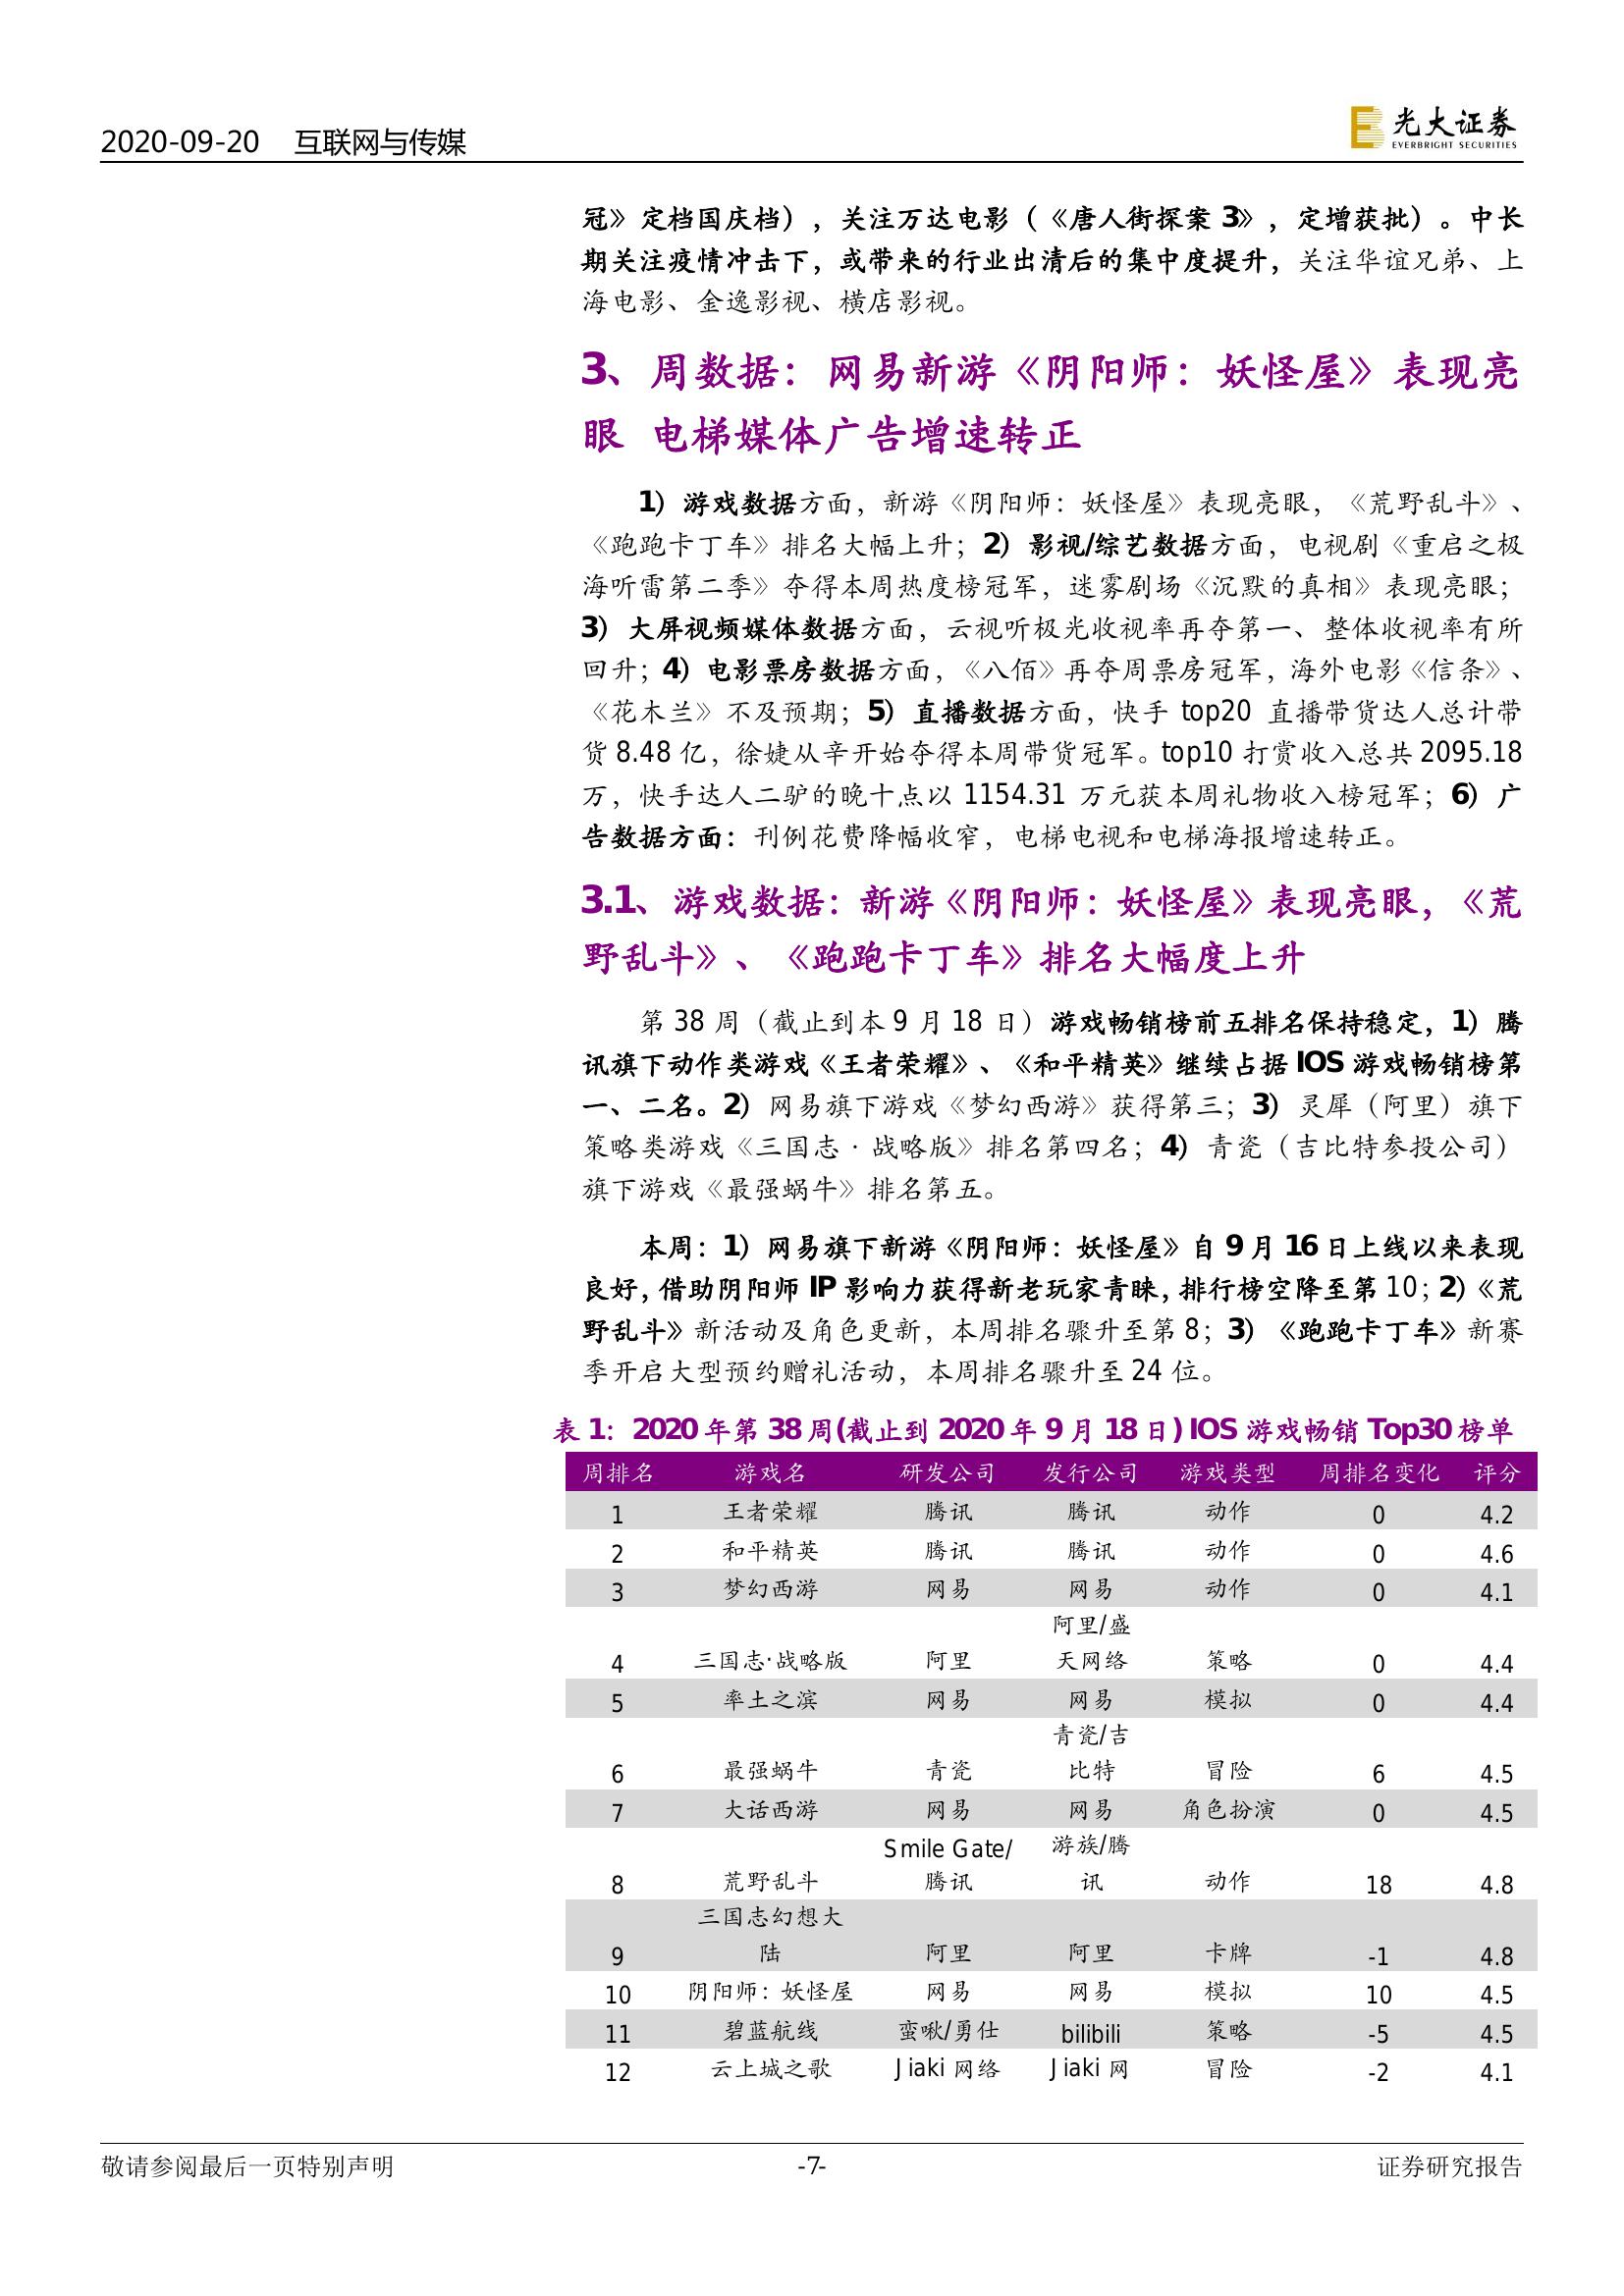 2020-09-20 互联网与传媒
光大证券
EVERBRIGHT SECURITIES
冠》定档国庆档），关注万达电影（《唐人街探案 3》，定增获批）。中长
期关注疫情冲击下，或带来的行业出清后的集中度提升，关注华谊兄弟、上
海电影、金逸影视、横店影视。
3、周数据：网易新游《阴阳师：妖怪屋》表现亮
眼 电梯媒体广告增速转正
1）游戏数据方面，新游《阴阳师：妖怪屋》表现亮眼，《荒野乱斗》、
《跑跑卡丁车》排名大幅上升；2）影视/综艺数据方面，电视剧《重启之极
海听雷第二季》夺得本周热度榜冠军，迷雾剧场《沉默的真相》表现亮眼；
3）大屏视频媒体数据方面，云视听极光收视率再夺第一、整体收视率有所
回升；4）电影票房数据方面，《八佰》再夺周票房冠军，海外电影《信条》、
《花木兰》不及预期；5）直播数据方面，快手 top20 直播带货达人总计带
货 8.48 亿，徐婕从辛开始夺得本周带货冠军。top10 打赏收入总共 2095.18
万，快手达人二驴的晚十点以 1154.31 万元获本周礼物收入榜冠军；6）广
告数据方面：刊例花费降幅收窄，电梯电视和电梯海报增速转正。
3.1、游戏数据：新游《阴阳师：妖怪屋》表现亮眼，《荒
野乱斗》、《跑跑卡丁车》排名大幅度上升
第 38 周（截止到本 9 月 18 日）游戏畅销榜前五排名保持稳定，1）腾
讯旗下动作类游戏《王者荣耀》、《和平精英》继续占据 IOS 游戏畅销榜第
一、二名。2）网易旗下游戏《梦幻西游》获得第三；3）灵犀（阿里）旗下
策略类游戏《三国志·战略版》排名第四名；4）青瓷（吉比特参投公司）
旗下游戏《最强蜗牛》排名第五。
本周：1）网易旗下新游《阴阳师：妖怪屋》自 9 月 16 日上线以来表现
良好，借助阴阳师 IP 影响力获得新老玩家青睐，排行榜空降至第 10；2）《荒
野乱斗》新活动及角色更新，本周排名骤升至第 8；3）《跑跑卡丁车》新赛
季开启大型预约赠礼活动，本周排名骤升至 24 位。
表 1：2020 年第 38 周(截止到 2020 年 9 月 18 日) IOS 游戏畅销 Top30 榜单
周排名 游戏名 研发公司 发行公司 游戏类型 周排名变化 评分
1 王者荣耀 腾讯 腾讯 动作 0 4.2
2 和平精英 腾讯 腾讯 动作 0 4.6
3 梦幻西游 网易 网易 动作 0 4.1
阿里/盛
4 三国志·战略版 阿里 天网络 策略 0 4.4
5 率土之滨 网易 网易 模拟 0 4.4
青瓷/吉
6 最强蜗牛 青瓷 比特 冒险 6 4.5
7 大话西游 网易 网易 角色扮演 0 4.5
Smile Gate/ 游族/腾
8 荒野乱斗 腾讯 讯 动作 18 4.8
三国志幻想大
9 陆 阿里 阿里 卡牌 -1 4.8
10 阴阳师：妖怪屋 网易 网易 模拟 10 4.5
11 碧蓝航线 蛮啾/勇仕 bilibili 策略 -5 4.5
12 云上城之歌 Jiaki 网络 Jiaki 网 冒险 -2 4.1
敬请参阅最后一页特别声明 -7- 证券研究报告